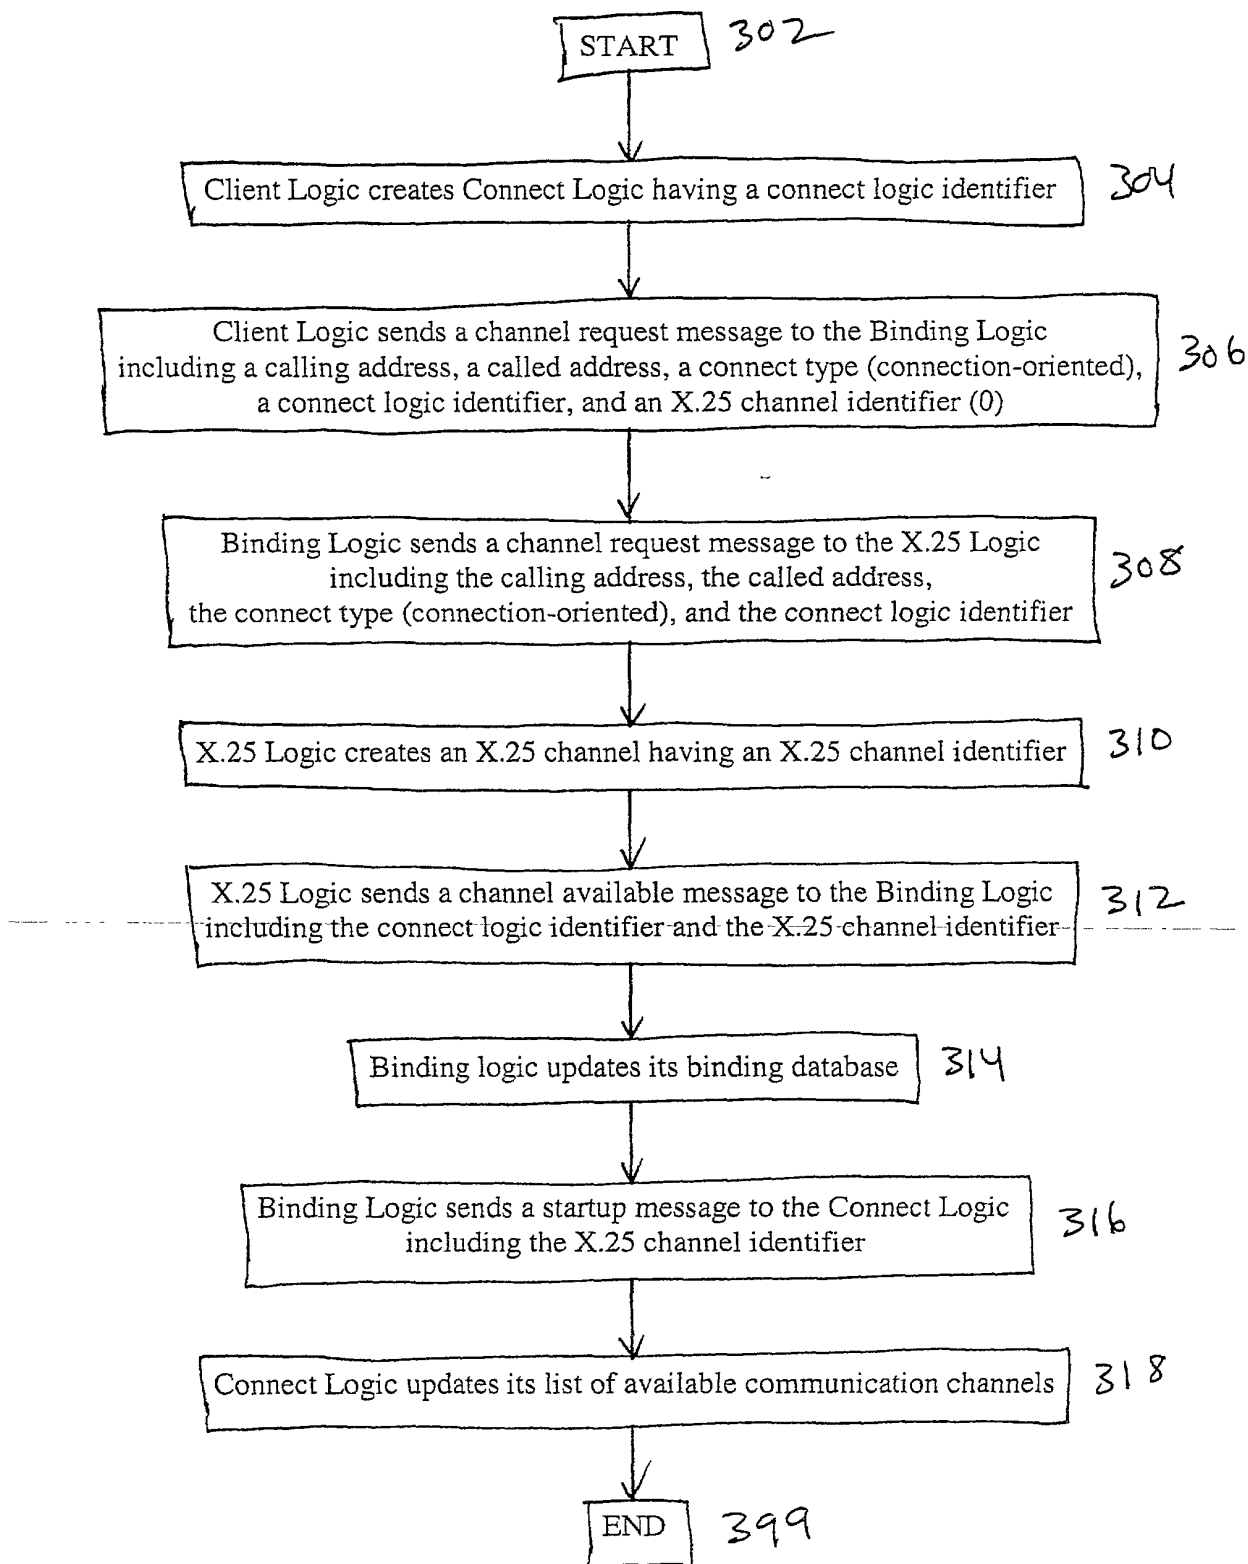 START 302
Client Logic creates Connect Logic having a connect logic identifier 304
Client Logic sends a channel request message to the Binding Logic
including a calling address, a called address, a connect type (connection-oriented), 306
a connect logic identifier, and an X.25 channel identifier (0)
Binding Logic sends a channel request message to the X.25 Logic
including the calling address, the called address, 308
the connect type (connection-oriented), and the connect logic identifier
X.25 Logic creates an X.25 channel having an X.25 channel identifier 310
X.25 Logic sends a channel available message to the Binding Logic 312
including the connect logic identifier and the X.25 channel identifier
Binding logic updates its binding database 314
Binding Logic sends a startup message to the Connect Logic 316
including the X.25 channel identifier
Connect Logic updates its list of available communication channels 318
END 399